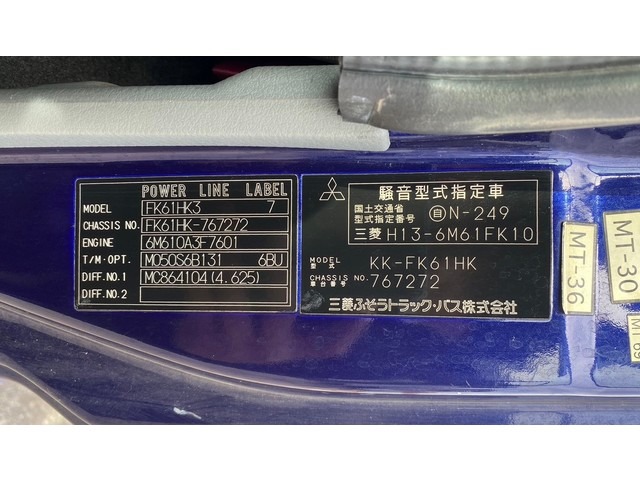 POWER LINE LABEL
MODEL FK61HK3 7
CHASSIS NO. FK61HK-767272
ENGINE 6M610A3F7601
T/M・OPT. M050S6B131 6BU
DIFF.NO.1 MC864104(4.625)
DIFF.NO.2
騒音型式指定車
国土交通省
型式指定番号 自N-249
三菱 H13-6M61FK10
MODEL
型式 KK-FK61HK
CHASSIS NO
車台番号 767272
三菱ふそうトラック・バス株式会社
MT-36
MT-30
MT 69